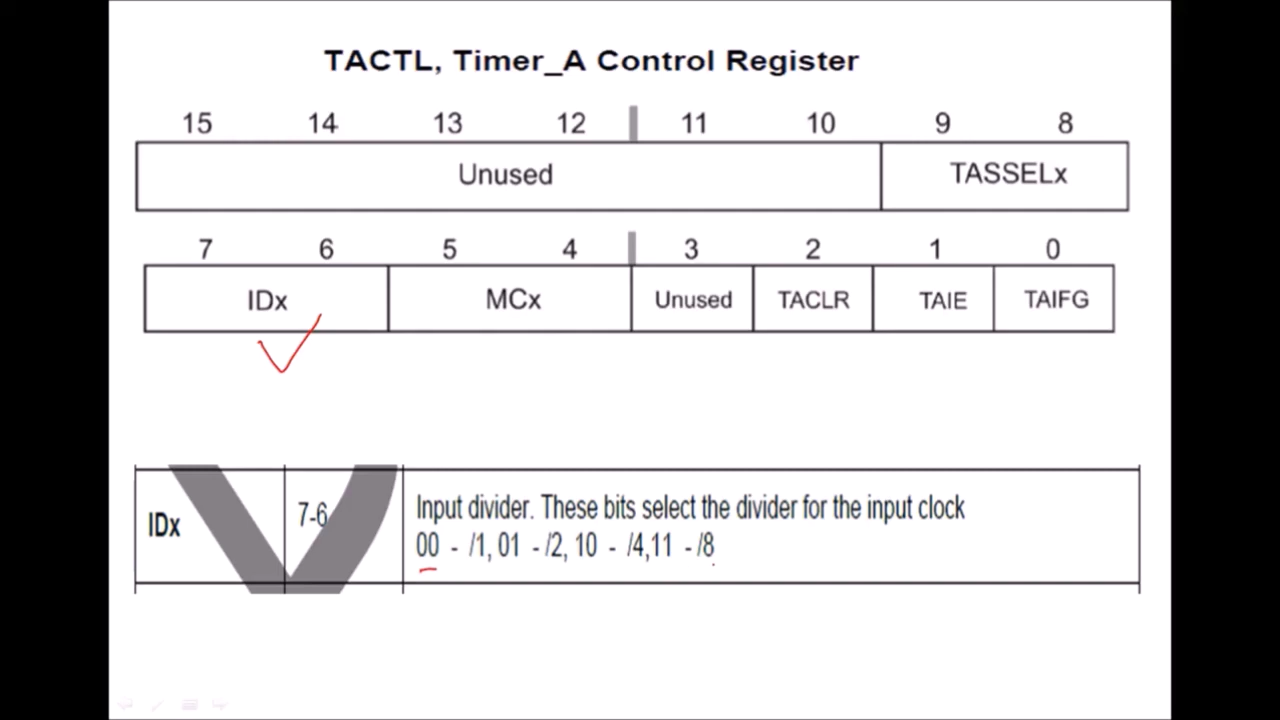 TACTL, Timer_A Control Register
15 14 13 12 11 10 9 8
Unused TASSELx
7 6 5 4 3 2 1 0
IDx MCx Unused TACLR TAIE TAIFG
IDx 7-6 Input divider. These bits select the divider for the input clock
00 - /1, 01 - /2, 10 - /4,11 - /8